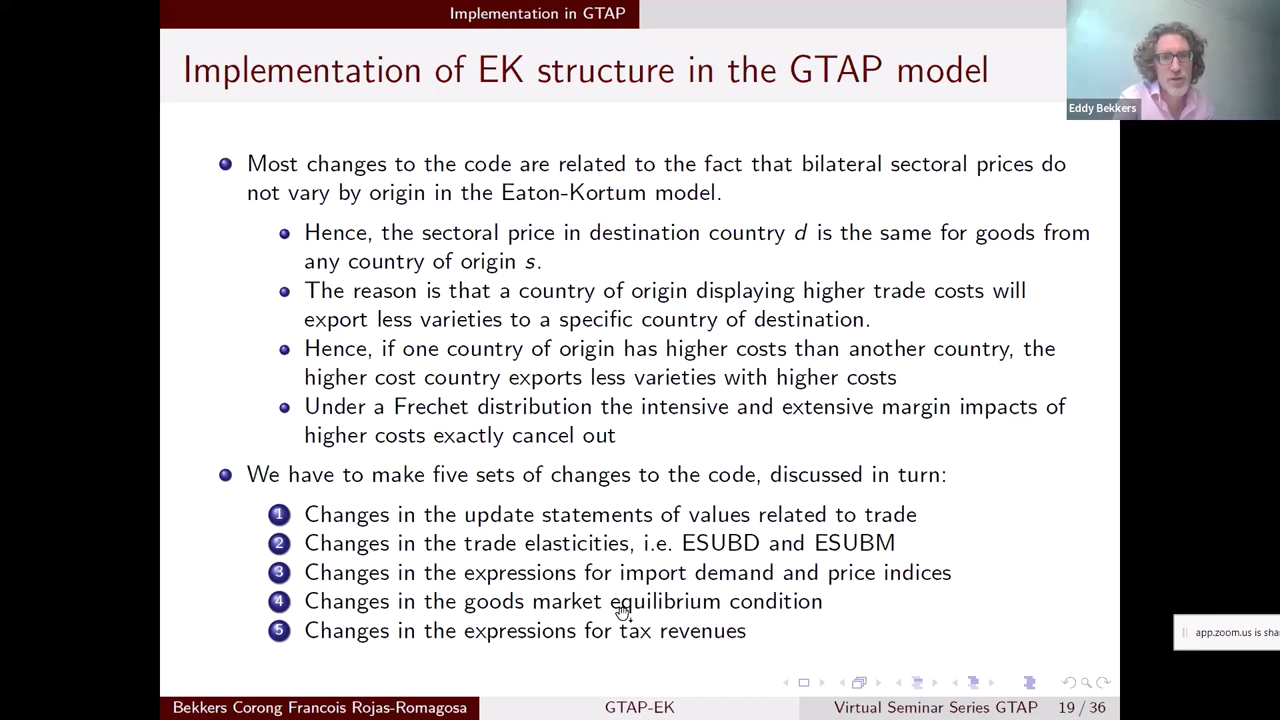 Implementation in GTAP
Implementation of EK structure in the GTAP model
Eddy Bekkers
Most changes to the code are related to the fact that bilateral sectoral prices do
not vary by origin in the Eaton-Kortum model.
Hence, the sectoral price in destination country d is the same for goods from
any country of origin s.
The reason is that a country of origin displaying higher trade costs will
export less varieties to a specific country of destination.
Hence, if one country of origin has higher costs than another country, the
higher cost country exports less varieties with higher costs
Under a Frechet distribution the intensive and extensive margin impacts of
higher costs exactly cancel out
We have to make five sets of changes to the code, discussed in turn:
1 Changes in the update statements of values related to trade
2 Changes in the trade elasticities, i.e. ESUBD and ESUBM
3 Changes in the expressions for import demand and price indices
4 Changes in the goods market equilibrium condition
5 Changes in the expressions for tax revenues
app.zoom.us is sha
Bekkers Corong Francois Rojas-Romagosa
GTAP-EK
Virtual Seminar Series GTAP
19 / 36